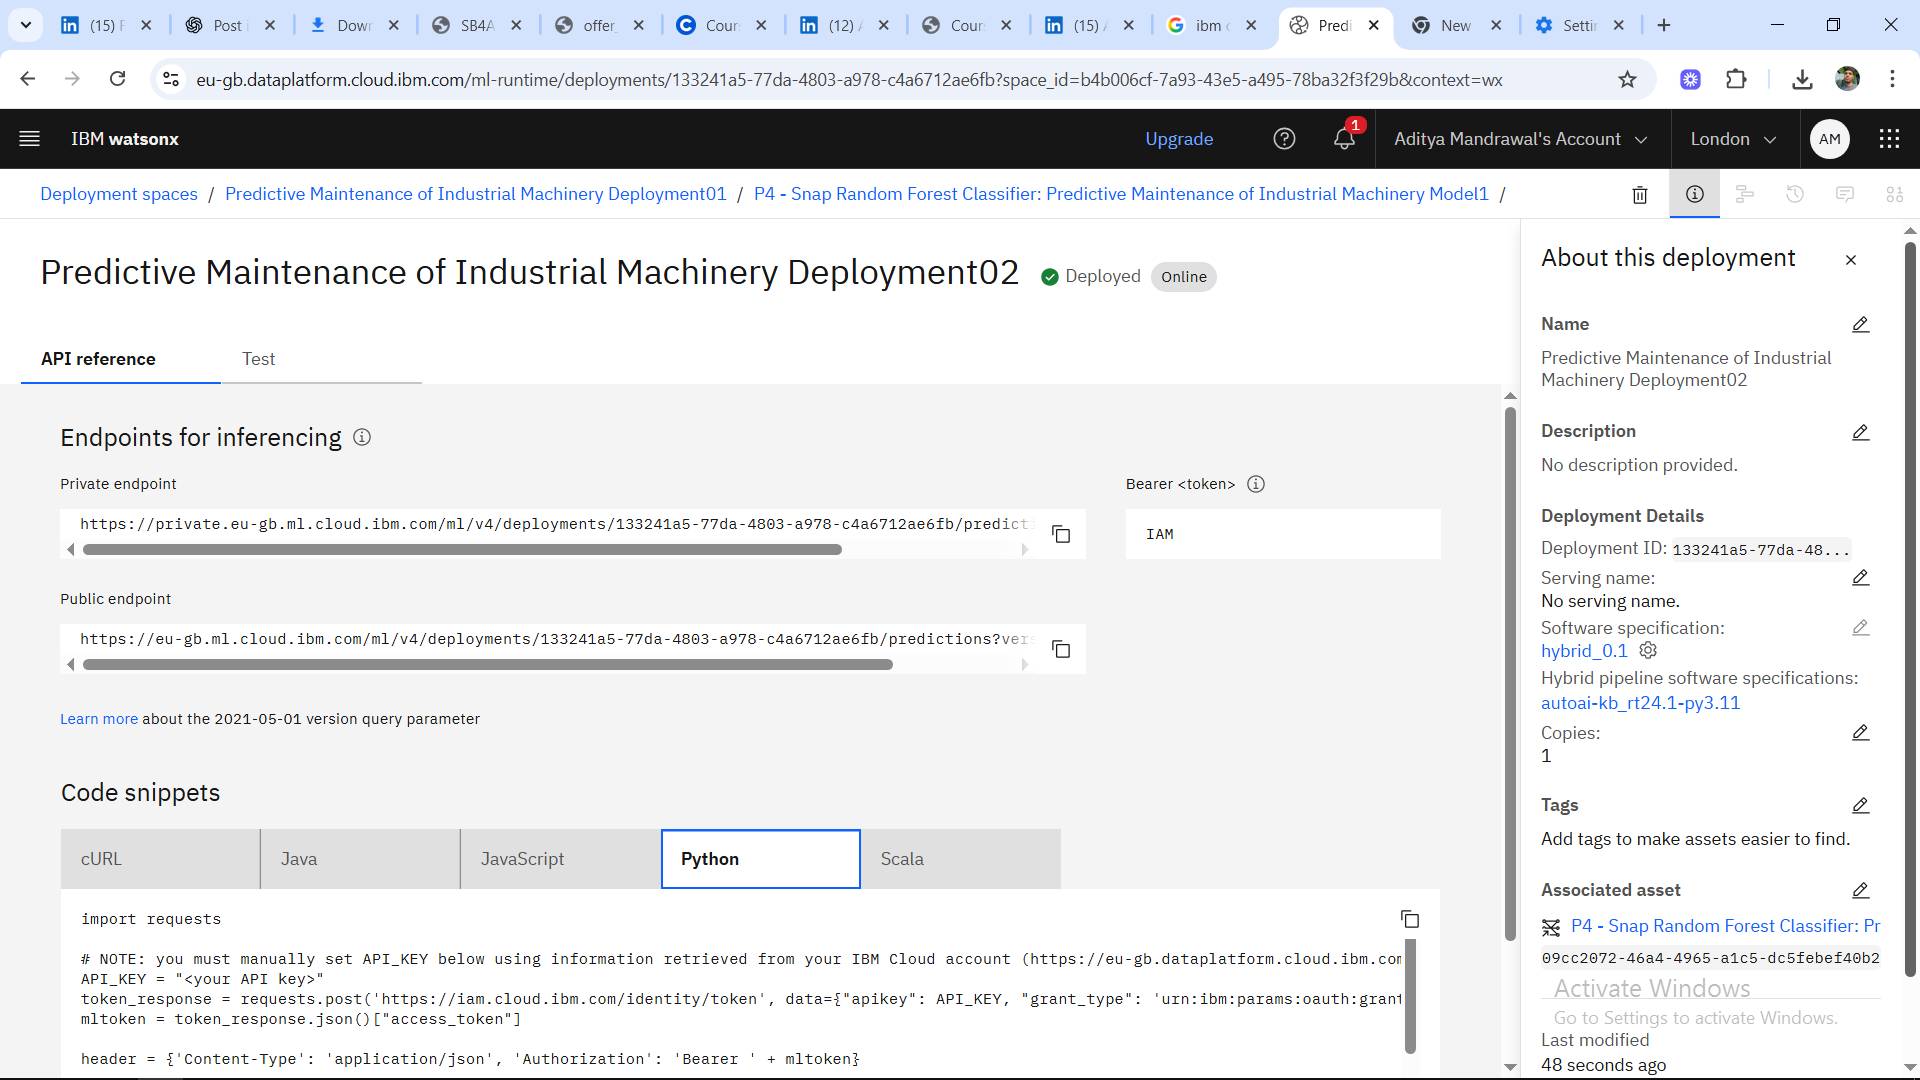 (15) F
Post i
Down
SB4A
offer_
Cour
(12) A
Cour
(15) A
ibm c
Predi
New
Settin
eu-gb.dataplatform.cloud.ibm.com/ml-runtime/deployments/133241a5-77da-4803-a978-c4a6712ae6fb?space_id=b4b006cf-7a93-43e5-a495-78ba32f3f29b&context=wx
IBM watsonx
Upgrade
1
Aditya Mandrawal's Account
London
AM
Deployment spaces / Predictive Maintenance of Industrial Machinery Deployment01 / P4 - Snap Random Forest Classifier: Predictive Maintenance of Industrial Machinery Model1 /
Predictive Maintenance of Industrial Machinery Deployment02
Deployed
Online
API reference
Test
Endpoints for inferencing
Private endpoint
https://private.eu-gb.ml.cloud.ibm.com/ml/v4/deployments/133241a5-77da-4803-a978-c4a6712ae6fb/predicti
Bearer <token>
IAM
Public endpoint
https://eu-gb.ml.cloud.ibm.com/ml/v4/deployments/133241a5-77da-4803-a978-c4a6712ae6fb/predictions?vers
Learn more about the 2021-05-01 version query parameter
Code snippets
cURL
Java
JavaScript
Python
Scala
import requests
# NOTE: you must manually set API_KEY below using information retrieved from your IBM Cloud account (https://eu-gb.dataplatform.cloud.ibm.com
API_KEY = "<your API key>"
token_response = requests.post('https://iam.cloud.ibm.com/identity/token', data={"apikey": API_KEY, "grant_type": 'urn:ibm:params:oauth:grant
mltoken = token_response.json()["access_token"]
header = {'Content-Type': 'application/json', 'Authorization': 'Bearer ' + mltoken}
About this deployment
Name
Predictive Maintenance of Industrial
Machinery Deployment02
Description
No description provided.
Deployment Details
Deployment ID: 133241a5-77da-48...
Serving name:
No serving name.
Software specification:
hybrid_0.1
Hybrid pipeline software specifications:
autoai-kb_rt24.1-py3.11
Copies:
1
Tags
Add tags to make assets easier to find.
Associated asset
P4 - Snap Random Forest Classifier: Pr
09cc2072-46a4-4965-a1c5-dc5febef40b2
Activate Windows
Go to Settings to activate Windows.
Last modified
48 seconds ago